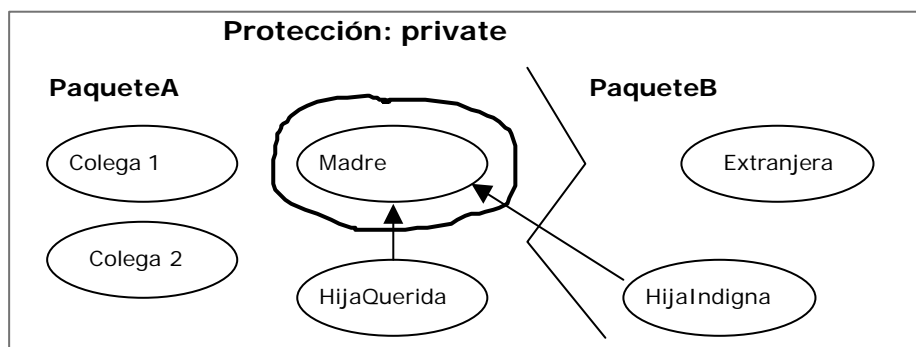 Protección: private
PaqueteA
PaqueteB
Colega 1
Madre
Extranjera
Colega 2
HijaQuerida
HijaIndigna